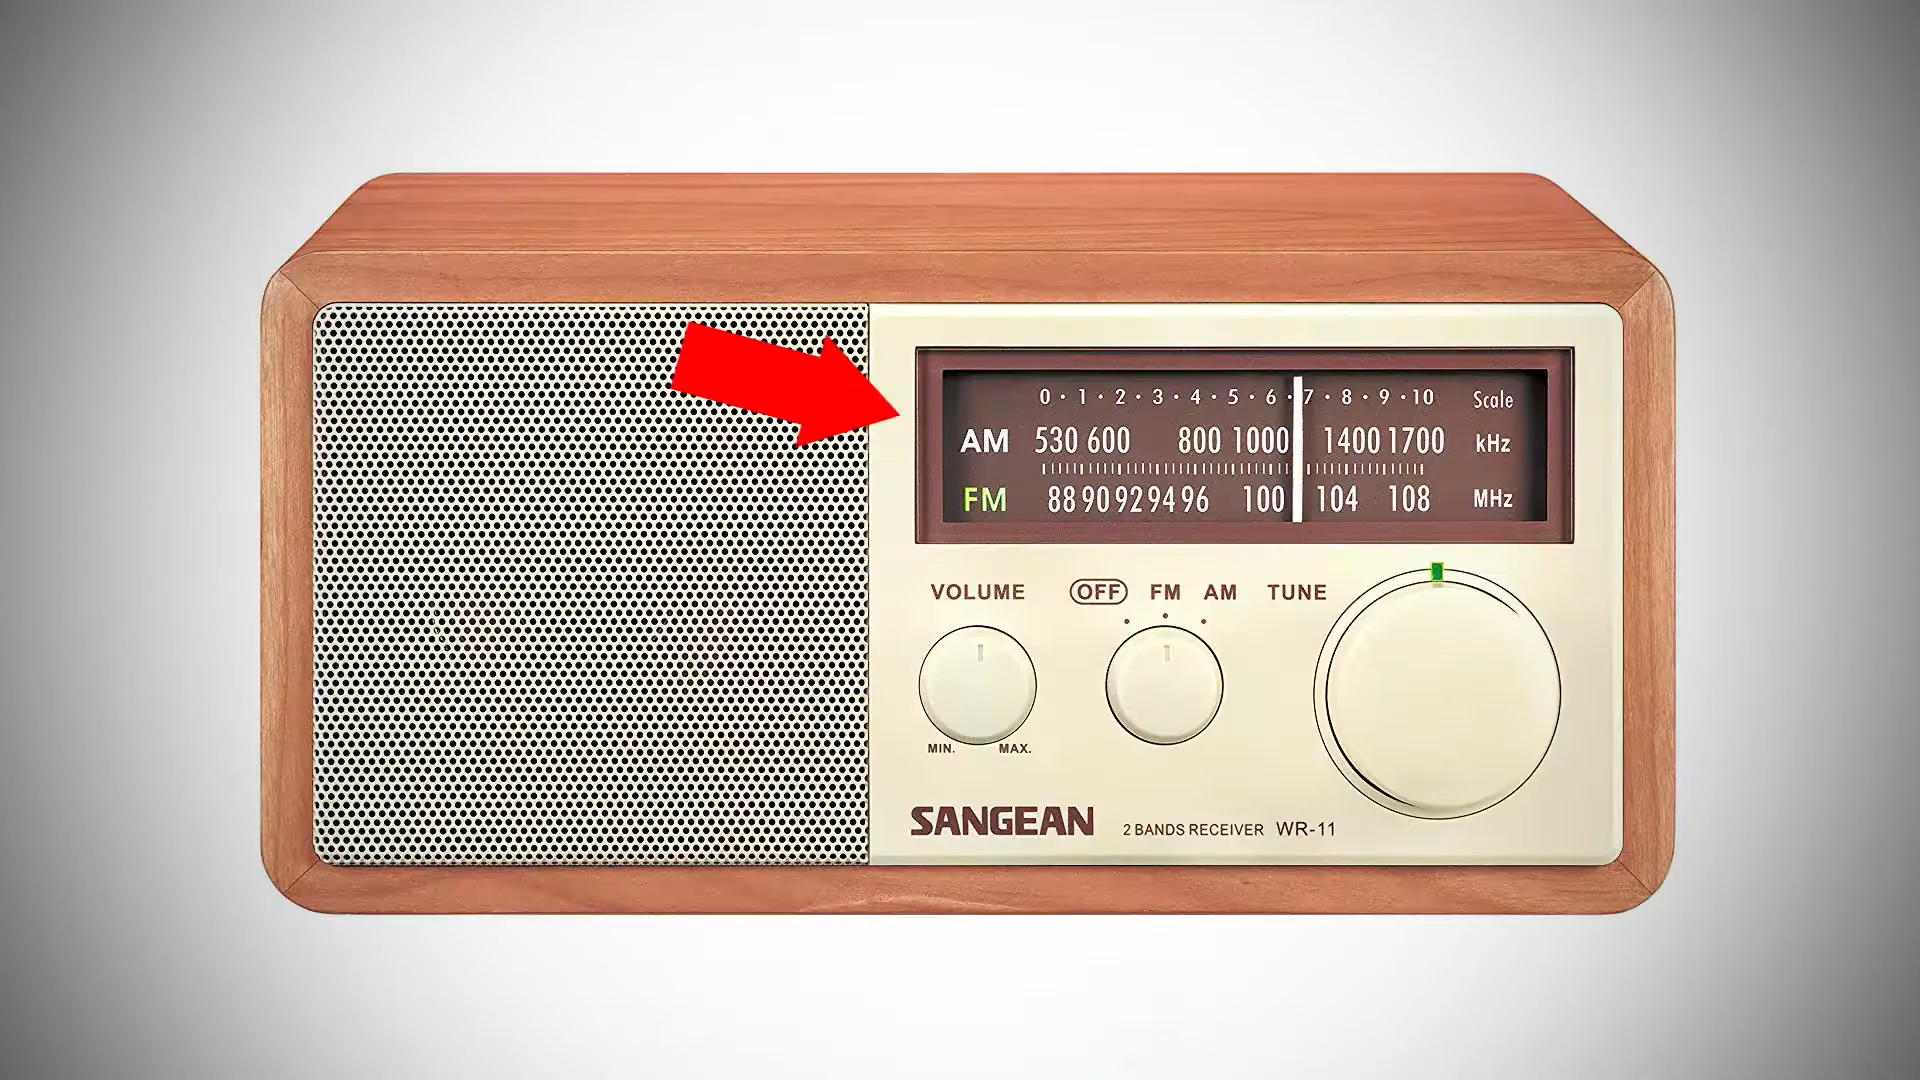 0 · 1 · 2 · 3 · 4 · 5 · 6 · 7 · 8 · 9 · 10 Scale
AM 530 600 800 1000 1400 1700 kHz
FM 88 90 92 94 96 100 104 108 MHz
VOLUME OFF FM AM TUNE
MIN. MAX.
SANGEAN 2 BANDS RECEIVER WR-11